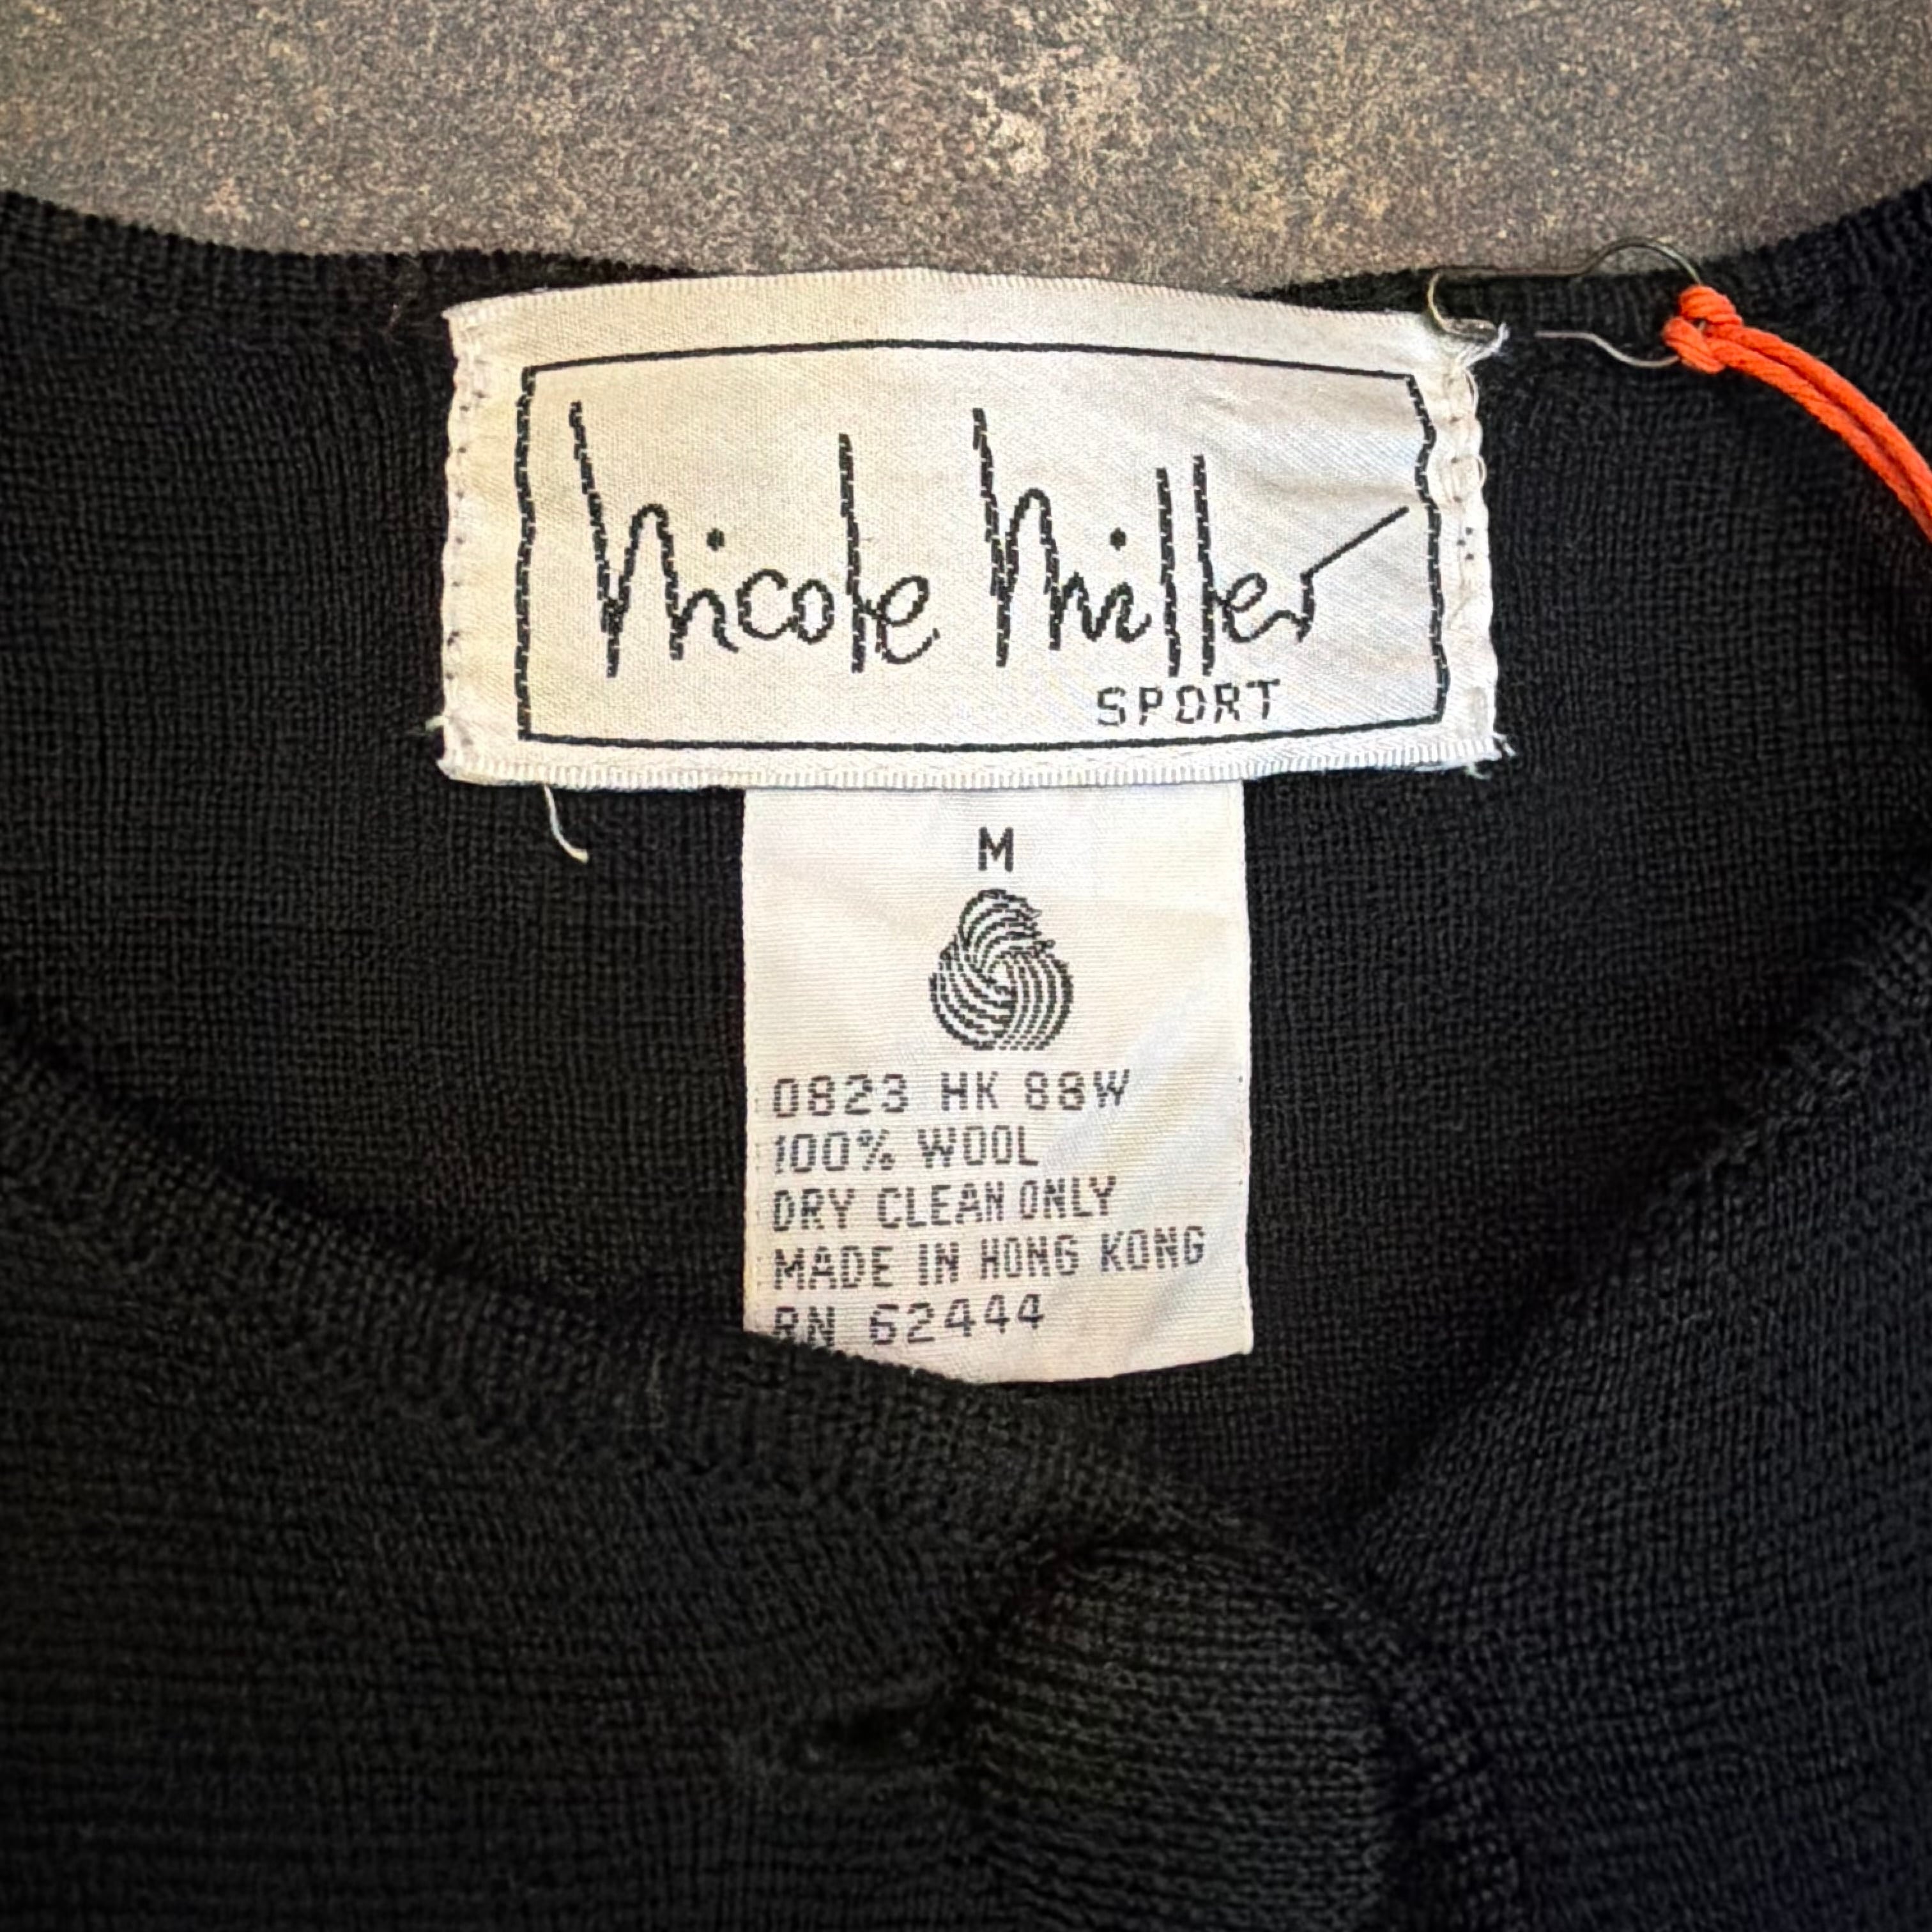 Nicole Miller
SPORT
M
0823 HK 88W
100% WOOL
DRY CLEAN ONLY
MADE IN HONG KONG
RN 62444